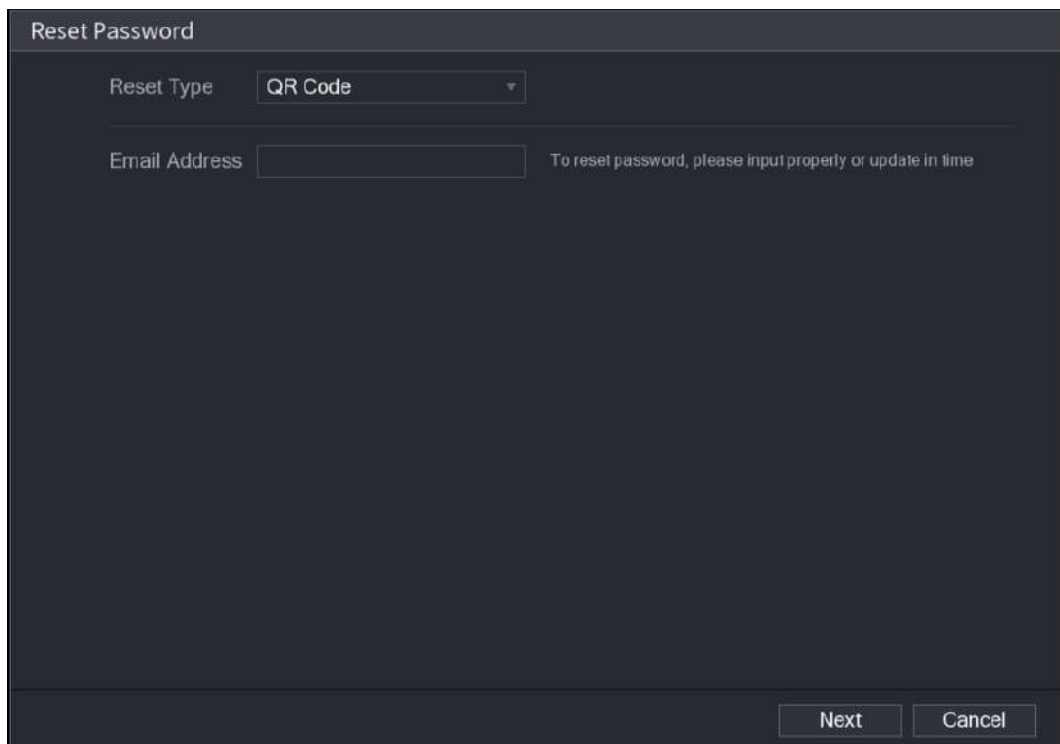 Reset Password
Reset Type QR Code
Email Address To reset password, please input properly or update in time
Next Cancel